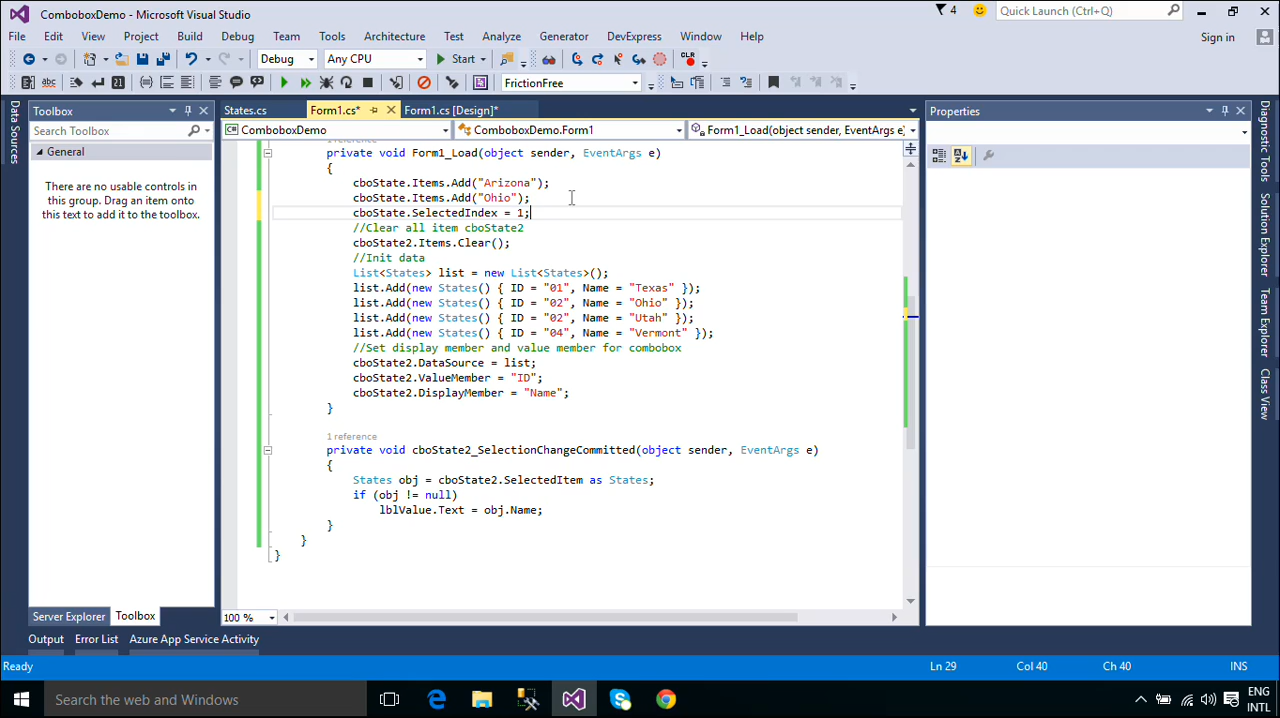 ComboboxDemo - Microsoft Visual Studio
4
Quick Launch (Ctrl+Q)
File Edit View Project Build Debug Team Tools Architecture Test Analyze Generator DevExpress Window Help
Sign in
Debug Any CPU Start CLR
abc 21 FrictionFree
Data Sources
Toolbox
Search Toolbox
General
There are no usable controls in
this group. Drag an item onto
this text to add it to the toolbox.
Server Explorer Toolbox
States.cs Form1.cs* Form1.cs [Design]*
ComboboxDemo ComboboxDemo.Form1 Form1_Load(object sender, EventArgs e)
1 reference
private void Form1_Load(object sender, EventArgs e)
{
cboState.Items.Add("Arizona");
cboState.Items.Add("Ohio");
cboState.SelectedIndex = 1;
//Clear all item cboState2
cboState2.Items.Clear();
//Init data
List<States> list = new List<States>();
list.Add(new States() { ID = "01", Name = "Texas" });
list.Add(new States() { ID = "02", Name = "Ohio" });
list.Add(new States() { ID = "02", Name = "Utah" });
list.Add(new States() { ID = "04", Name = "Vermont" });
//Set display member and value member for combobox
cboState2.DataSource = list;
cboState2.ValueMember = "ID";
cboState2.DisplayMember = "Name";
}
1 reference
private void cboState2_SelectionChangeCommitted(object sender, EventArgs e)
{
States obj = cboState2.SelectedItem as States;
if (obj != null)
lblValue.Text = obj.Name;
}
}
}
100 %
Properties
Diagnostic Tools
Solution Explorer
Team Explorer
Class View
Output Error List Azure App Service Activity
Ready Ln 29 Col 40 Ch 40 INS
Search the web and Windows
ENG
INTL